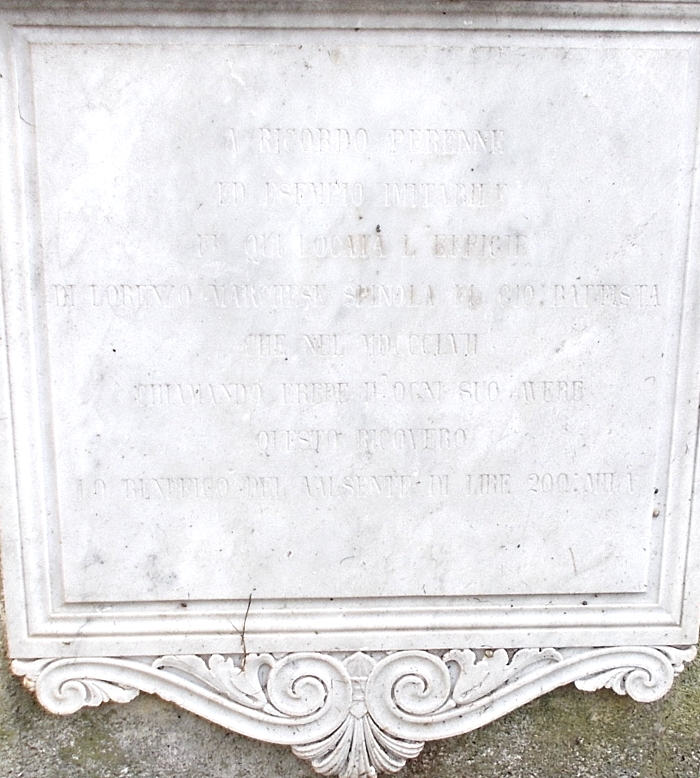 A RICORDO PERENNE
ED ESEMPIO IMITABILE
FU QUI LOCATA L'EFFIGIE
DI LORENZO MARCHESE SPINOLA FU GIO: BATTISTA
CHE NEL MDCCCLVII
CHIAMANDO EREDE D'OGNI SUO AVERE
QUESTO RICOVERO
LO BENEFICÒ DEL VALSENTE DI LIRE 200: MILA